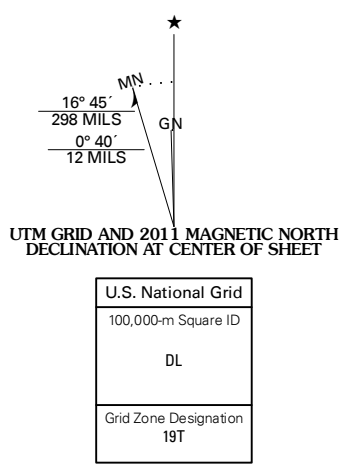 ★
MN
16° 45´
298 MILS
GN
0° 40´
12 MILS
UTM GRID AND 2011 MAGNETIC NORTH
DECLINATION AT CENTER OF SHEET
U.S. National Grid
100,000-m Square ID
DL
Grid Zone Designation
19T